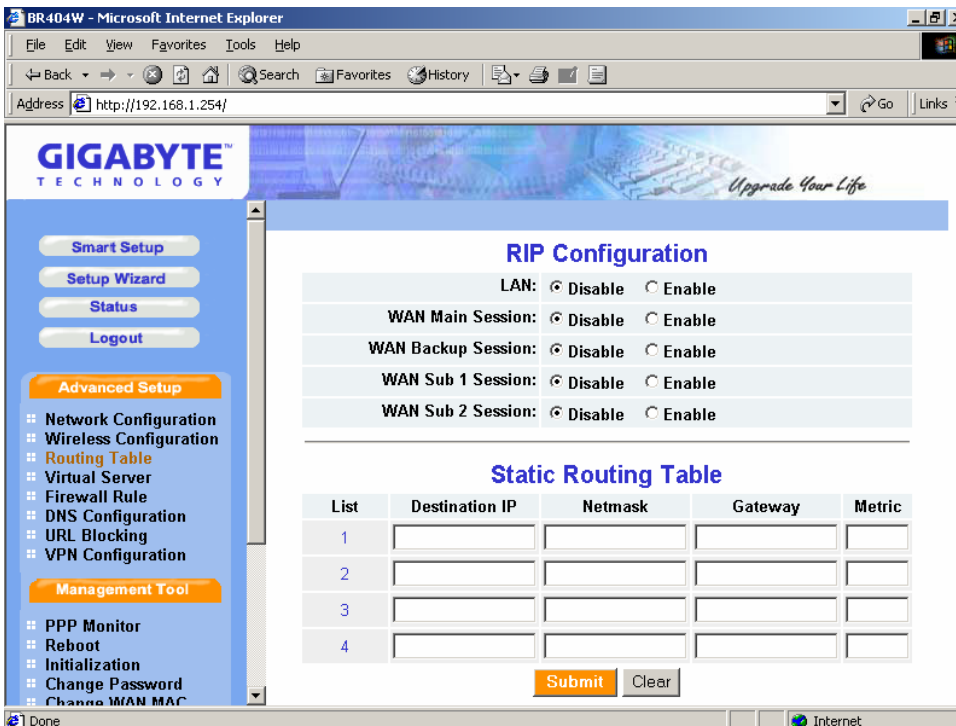 BR404W - Microsoft Internet Explorer
File Edit View Favorites Tools Help
Back Search Favorites History
Address http://192.168.1.254/ Go Links
GIGABYTE™
TECHNOLOGY
Upgrade Your Life
Smart Setup
Setup Wizard
Status
Logout
Advanced Setup
Network Configuration
Wireless Configuration
Routing Table
Virtual Server
Firewall Rule
DNS Configuration
URL Blocking
VPN Configuration
Management Tool
PPP Monitor
Reboot
Initialization
Change Password
Change WAN MAC
RIP Configuration
LAN: Disable Enable
WAN Main Session: Disable Enable
WAN Backup Session: Disable Enable
WAN Sub 1 Session: Disable Enable
WAN Sub 2 Session: Disable Enable
Static Routing Table
List Destination IP Netmask Gateway Metric
1
2
3
4
Submit Clear
Done Internet